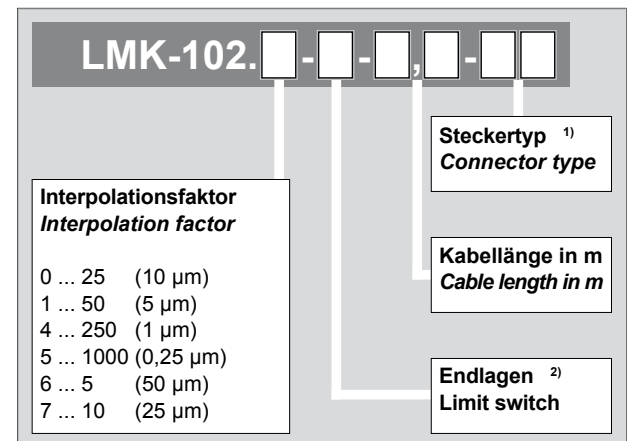 LMK-102.□-□-□,□-□□
Steckertyp 1)
Connector type
Interpolationsfaktor
Interpolation factor
0 ... 25 (10 µm)
1 ... 50 (5 µm)
4 ... 250 (1 µm)
5 ... 1000 (0,25 µm)
6 ... 5 (50 µm)
7 ... 10 (25 µm)
Kabellänge in m
Cable length in m
Endlagen 2)
Limit switch